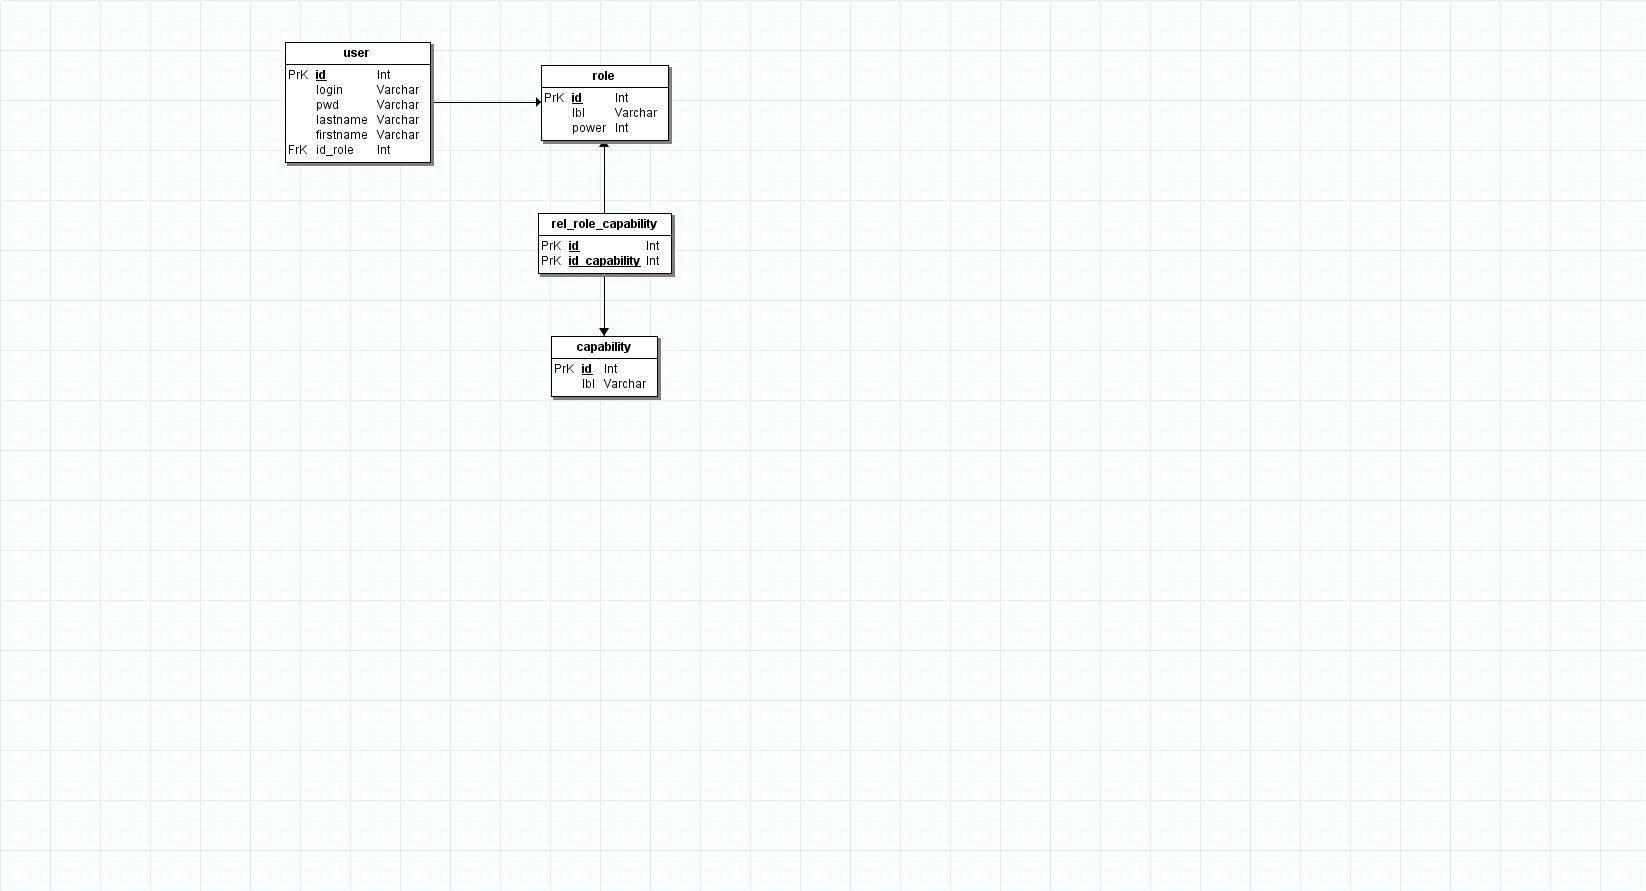 user
PrK id Int
login Varchar
pwd Varchar
lastname Varchar
firstname Varchar
FrK id_role Int
role
PrK id Int
lbl Varchar
power Int
rel_role_capability
PrK id Int
PrK id_capability Int
capability
PrK id Int
lbl Varchar